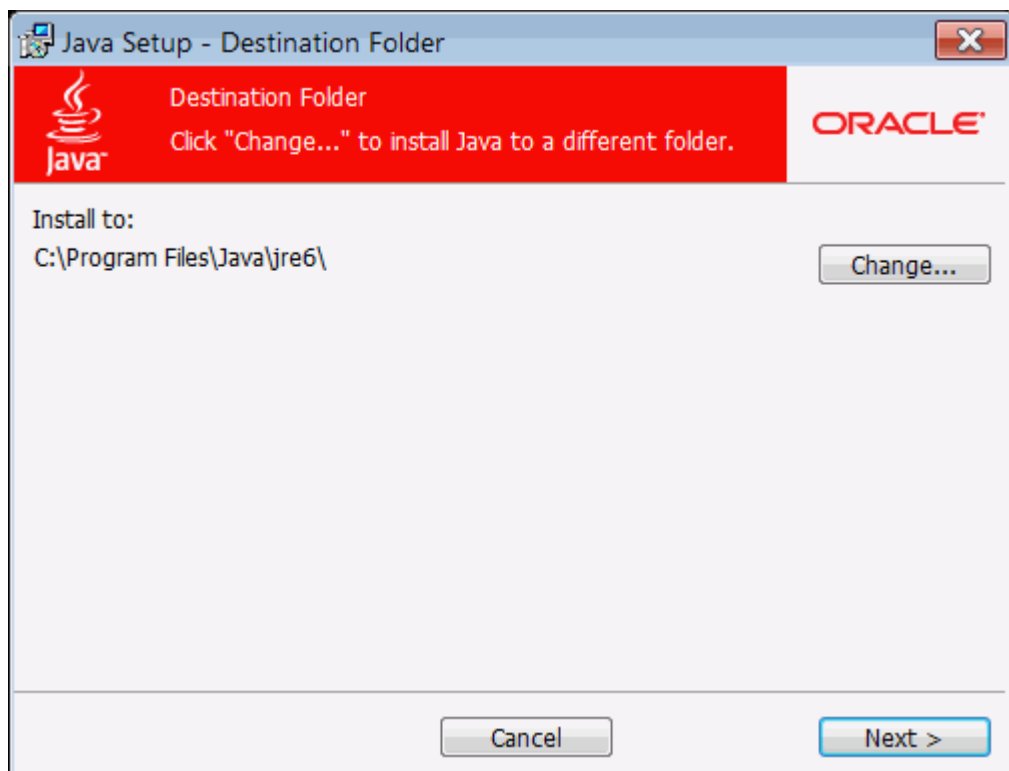 Java Setup - Destination Folder
Destination Folder
Click "Change..." to install Java to a different folder.
Java™
ORACLE®
Install to:
C:\Program Files\Java\jre6\
Change...
Cancel
Next >